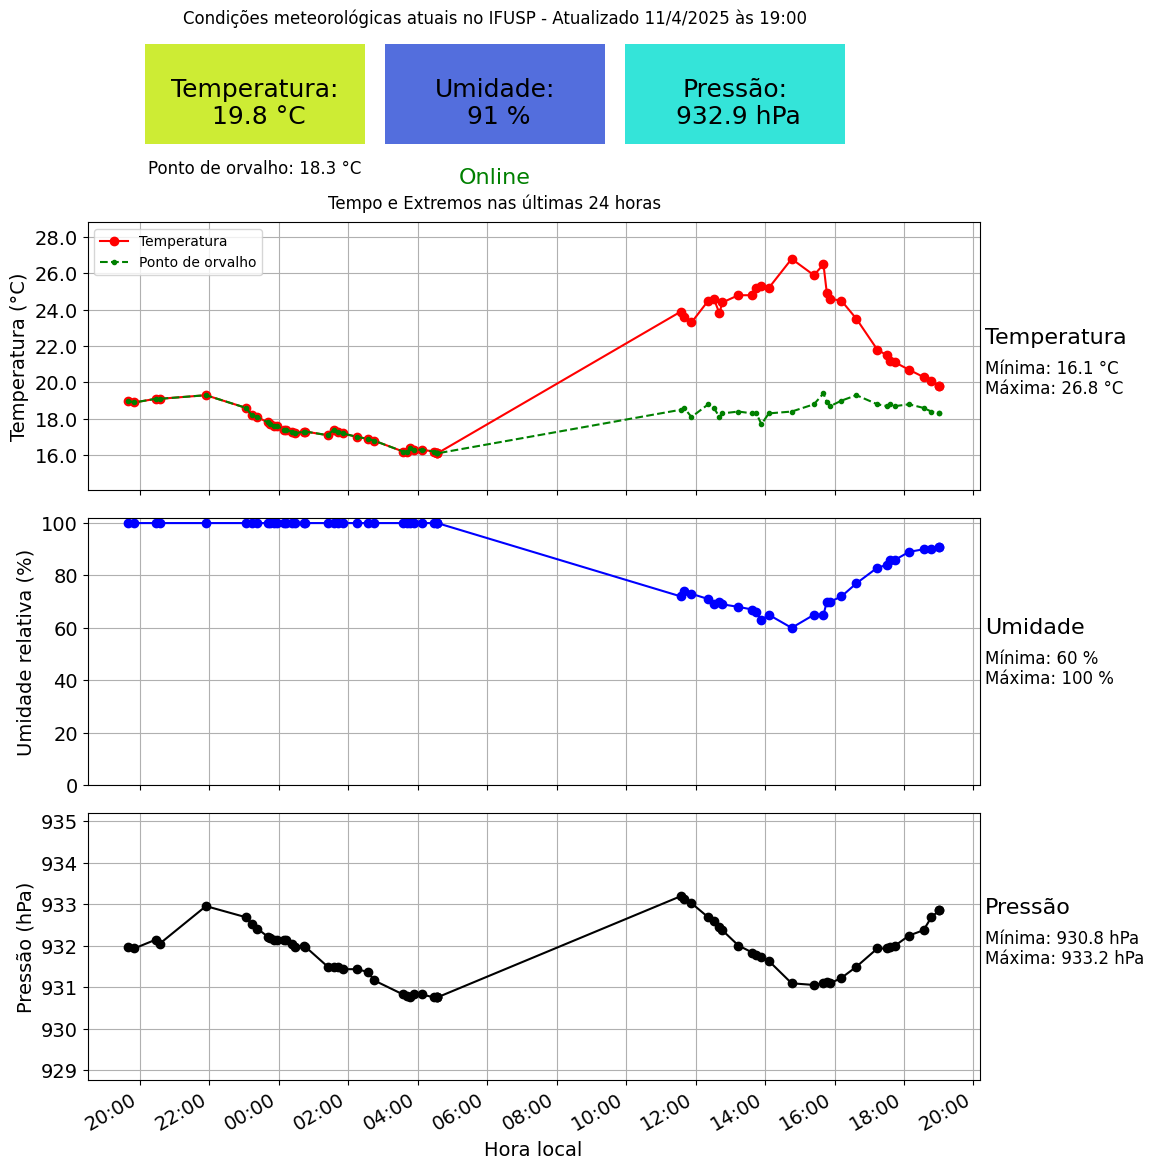 Condições meteorológicas atuais no IFUSP - Atualizado 11/4/2025 às 19:00
Temperatura:
19.8 °C
Umidade:
91 %
Pressão:
932.9 hPa
Ponto de orvalho: 18.3 °C
Online
Tempo e Extremos nas últimas 24 horas
Temperatura (°C)
28.0
26.0
24.0
22.0
20.0
18.0
16.0
Temperatura
Ponto de orvalho
Temperatura
Mínima: 16.1 °C
Máxima: 26.8 °C
Umidade relativa (%)
100
80
60
40
20
0
Umidade
Mínima: 60 %
Máxima: 100 %
Pressão (hPa)
935
934
933
932
931
930
929
Pressão
Mínima: 930.8 hPa
Máxima: 933.2 hPa
20:00
22:00
00:00
02:00
04:00
06:00
08:00
10:00
12:00
14:00
16:00
18:00
20:00
Hora local